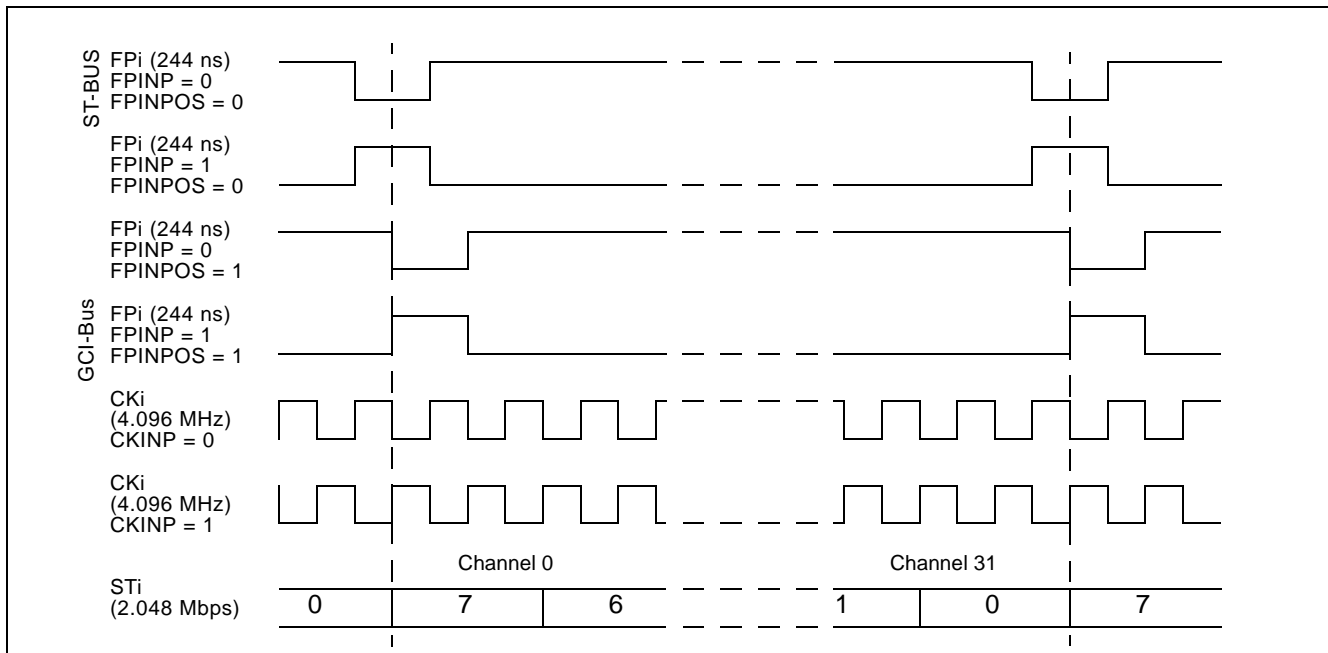 ST-BUS
FPi (244 ns)
FPINP = 0
FPINPOS = 0
FPi (244 ns)
FPINP = 1
FPINPOS = 0
FPi (244 ns)
FPINP = 0
FPINPOS = 1
GCI-Bus
FPi (244 ns)
FPINP = 1
FPINPOS = 1
CKi
(4.096 MHz)
CKINP = 0
CKi
(4.096 MHz)
CKINP = 1
Channel 0 Channel 31
STi
(2.048 Mbps)
0 7 6 1 0 7